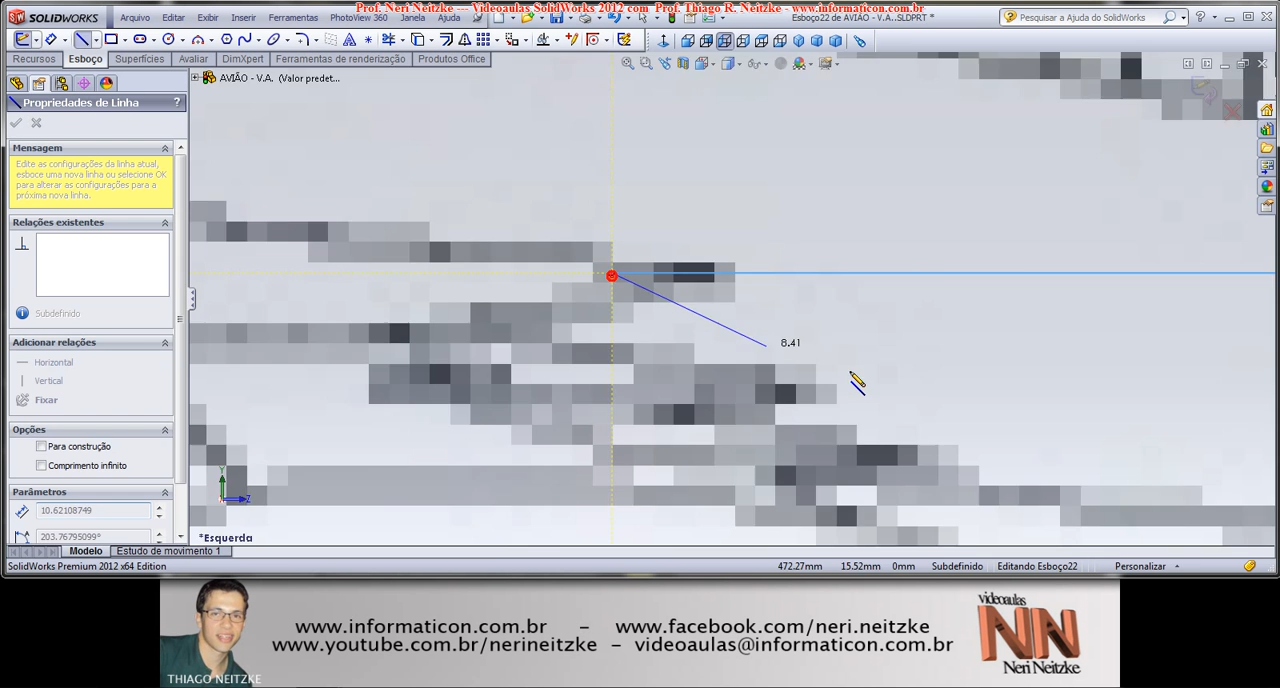 Prof. Neri Neitzke --- Videoaulas SolidWorks 2012 com Prof. Thiago R. Neitzke - www.informaticon.com.br
SOLIDWORKS Arquivo Editar Exibir Inserir Ferramentas PhotoView 360 Janela Ajuda Esboço22 de AVIÃO - V.A..SLDPRT * Pesquisar a Ajuda do SolidWorks
Recursos Esboço Superfícies Avaliar DimXpert Ferramentas de renderização Produtos Office
AVIÃO - V.A. (Valor predet...
Propriedades de Linha ?
Mensagem
Edite as configurações da linha atual,
esboce uma nova linha ou selecione OK
para alterar as configurações para a
próxima nova linha.
Relações existentes
Subdefinido
Adicionar relações
Horizontal
Vertical
Fixar
Opções
Para construção
Comprimento infinito
Parâmetros
10.62108749
203.76795099°
8.41
Y
Z
*Esquerda
Modelo Estudo de movimento 1
SolidWorks Premium 2012 x64 Edition 472.27mm 15.52mm 0mm Subdefinido Editando Esboço22 Personalizar
www.informaticon.com.br - www.facebook.com/neri.neitzke
www.youtube.com.br/nerineitzke - videoaulas@informaticon.com.br
THIAGO NEITZKE
videoaulas
NN
Neri Neitzke